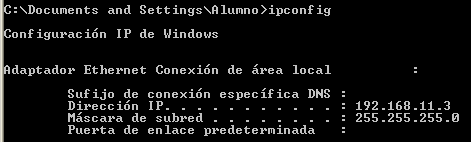 C:\Documents and Settings\Alumno>ipconfig
Configuración IP de Windows
Adaptador Ethernet Conexión de área local          :
Sufijo de conexión específica DNS :
Dirección IP. . . . . . . . . . . : 192.168.11.3
Máscara de subred . . . . . . . . : 255.255.255.0
Puerta de enlace predeterminada   :